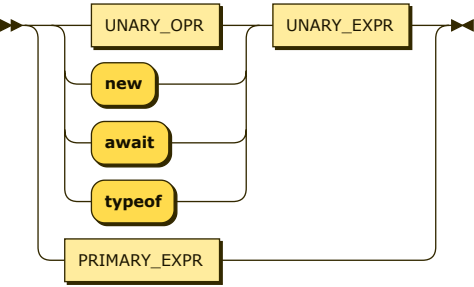 UNARY_OPR UNARY_EXPR
new
await
typeof
PRIMARY_EXPR